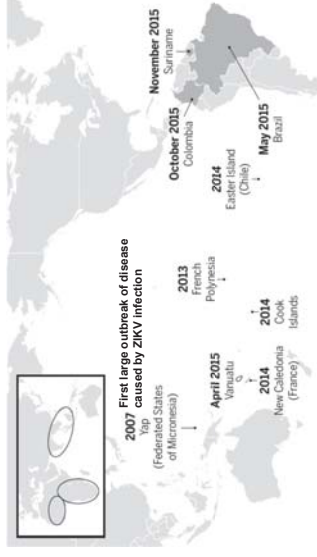 First large outbreak of disease
caused by ZIKV infection
2007
Yap
(Federated States
of Micronesia)
April 2015
Vanuatu
2014
New Caledonia
(France)
2013
French
Polynesia
2014
Cook
Islands
2014
Easter Island
(Chile)
November 2015
Suriname
October 2015
Colombia
May 2015
Brazil